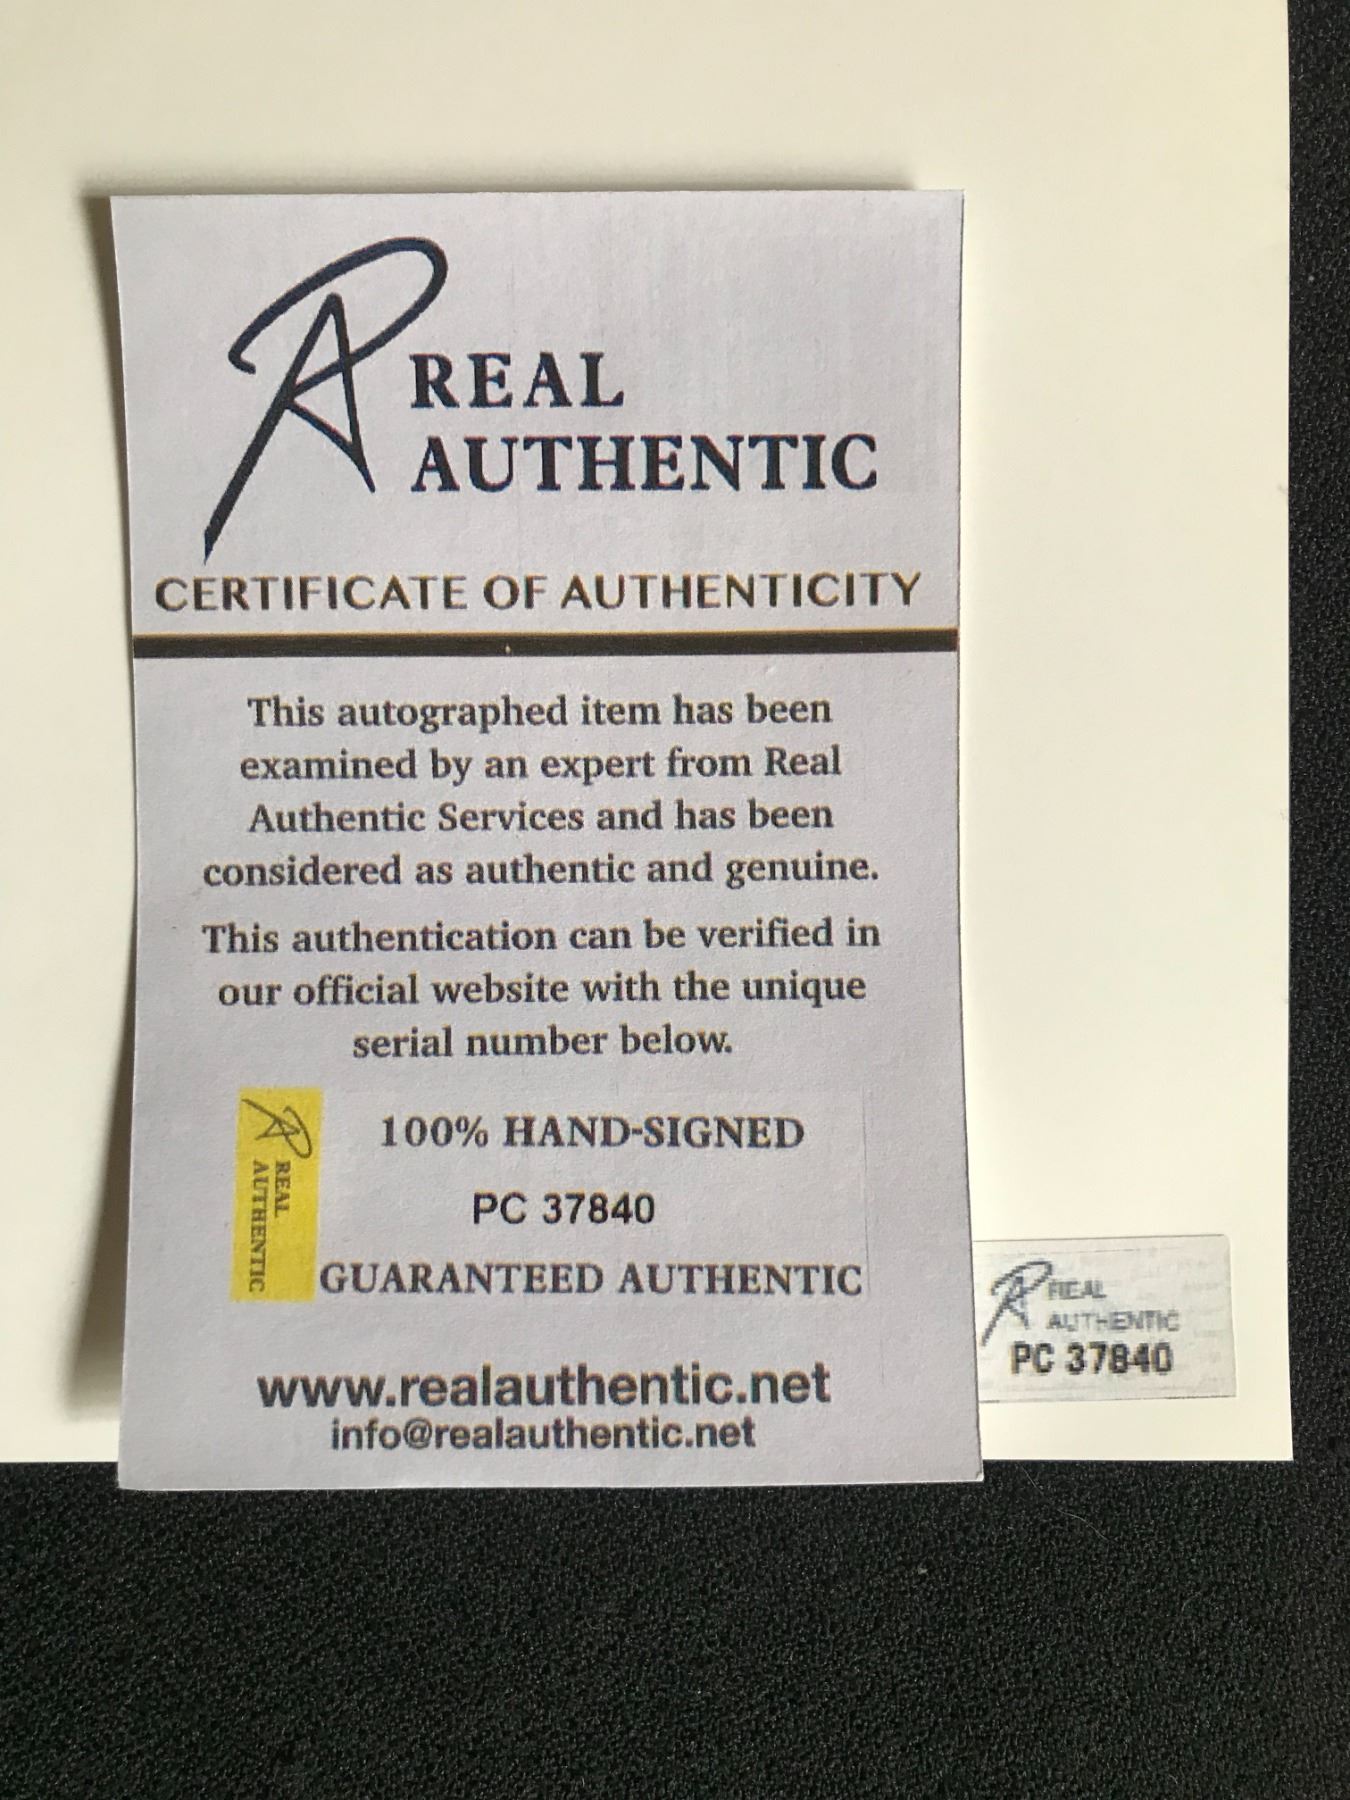 REAL
AUTHENTIC
CERTIFICATE OF AUTHENTICITY
This autographed item has been
examined by an expert from Real
Authentic Services and has been
considered as authentic and genuine.
This authentication can be verified in
our official website with the unique
serial number below.
REAL
AUTHENTIC
100% HAND-SIGNED
PC 37840
GUARANTEED AUTHENTIC
www.realauthentic.net
info@realauthentic.net
REAL
AUTHENTIC
PC 37840